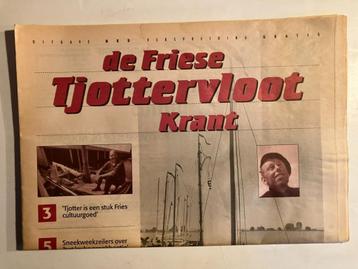 de Friese
Tjottervloot
Krant
3
'Tjotter is een stuk Fries
cultuurgoed'
5
Sneekweekzeilers over